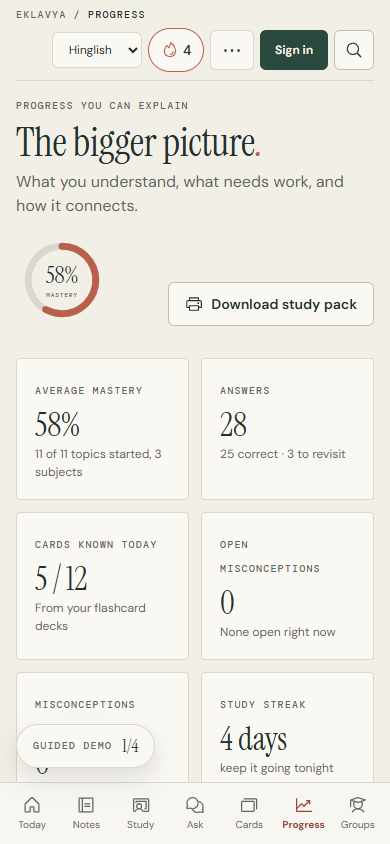 EKLAVYA / PROGRESS
Hinglish
4
...
Sign in
PROGRESS YOU CAN EXPLAIN
The bigger picture.
What you understand, what needs work, and
how it connects.
58%
MASTERY
Download study pack
AVERAGE MASTERY
58%
11 of 11 topics started, 3
subjects
ANSWERS
28
25 correct · 3 to revisit
CARDS KNOWN TODAY
5 / 12
From your flashcard
decks
OPEN
MISCONCEPTIONS
0
None open right now
MISCONCEPTIONS
STUDY STREAK
4 days
keep it going tonight
GUIDED DEMO 1/4
Today
Notes
Study
Ask
Cards
Progress
Groups